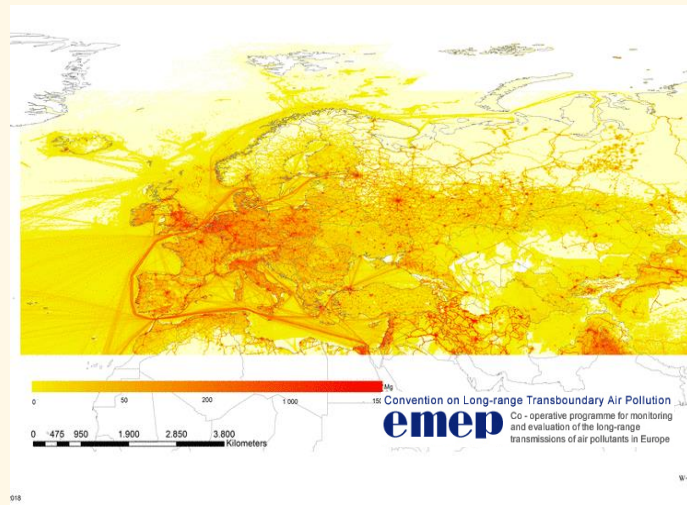 Mg
0 50 200 1 000 150
Convention on Long-range Transboundary Air Pollution
emep
Co - operative programme for monitoring
and evaluation of the long-range
transmissions of air pollutants in Europe
0 475 950 1.900 2.850 3.800
Kilometers
2018